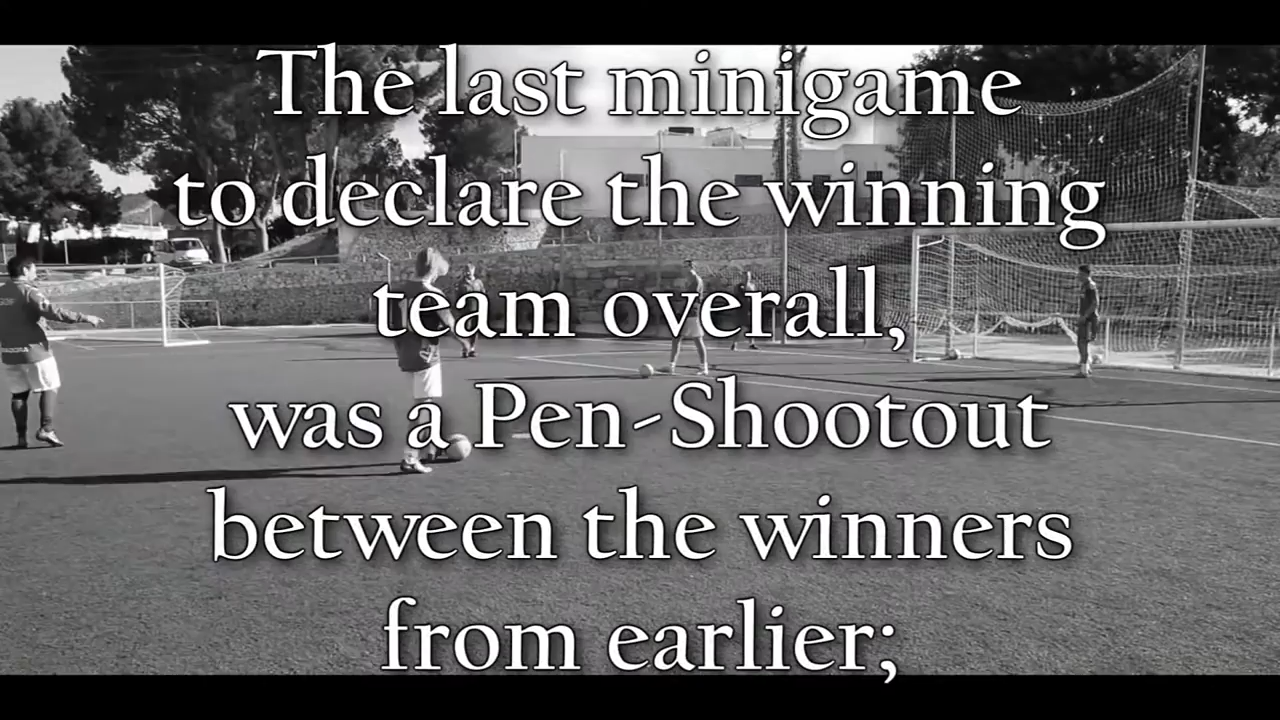 The last minigame
to declare the winning
team overall,
was a Pen-Shootout
between the winners
from earlier;